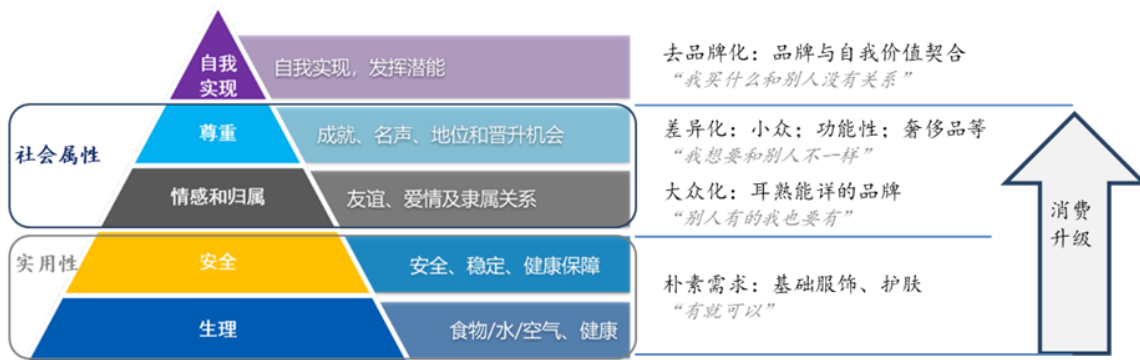 自我
实现
自我实现，发挥潜能
去品牌化：品牌与自我价值契合
“我买什么和别人没有关系”
社会属性
尊重
成就、名声、地位和晋升机会
差异化：小众；功能性；奢侈品等
“我想要和别人不一样”
情感和归属
友谊、爱情及隶属关系
大众化：耳熟能详的品牌
“别人有的我也要有”
实用性
安全
安全、稳定、健康保障
生理
食物/水/空气、健康
朴素需求：基础服饰、护肤
“有就可以”
消费
升级